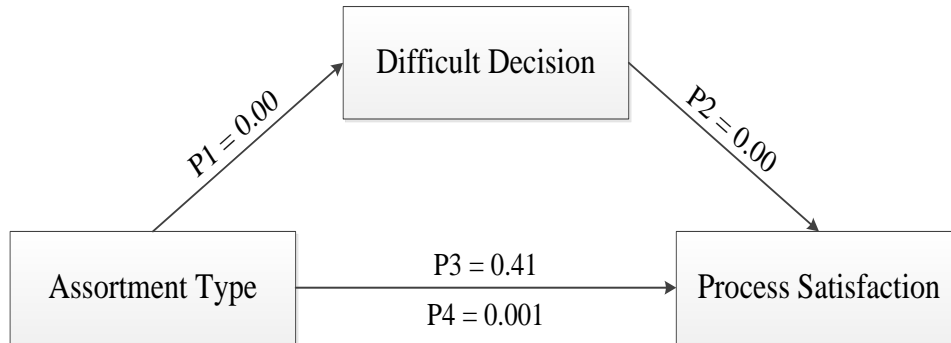 Difficult Decision
P1 = 0.00
P2 = 0.00
Assortment Type
P3 = 0.41
P4 = 0.001
Process Satisfaction